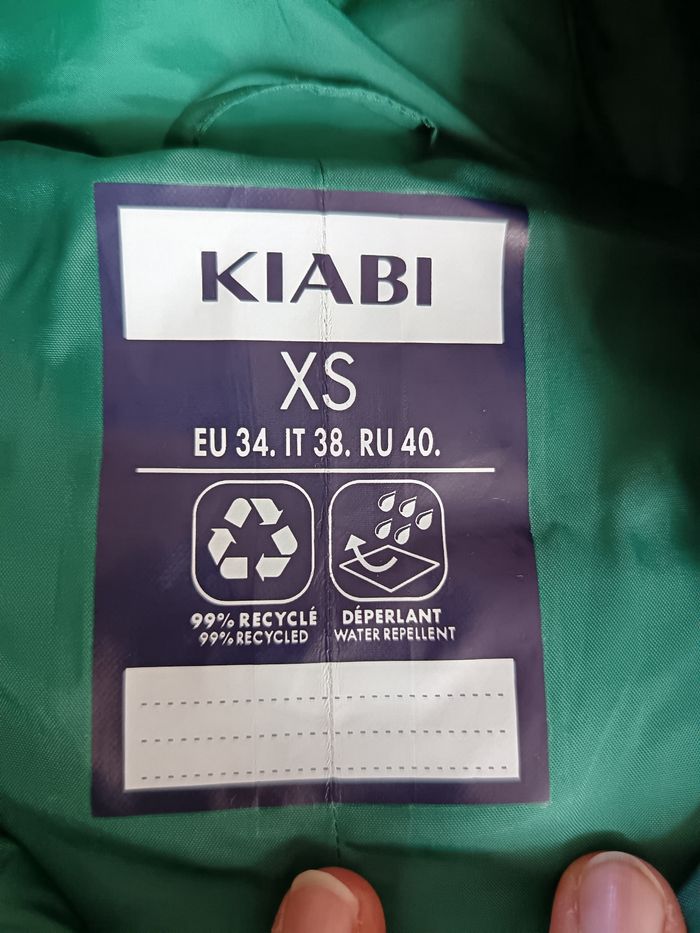 KIABI
XS
EU 34. IT 38. RU 40.
99% RECYCLÉ
99% RECYCLED
DÉPERLANT
WATER REPELLENT